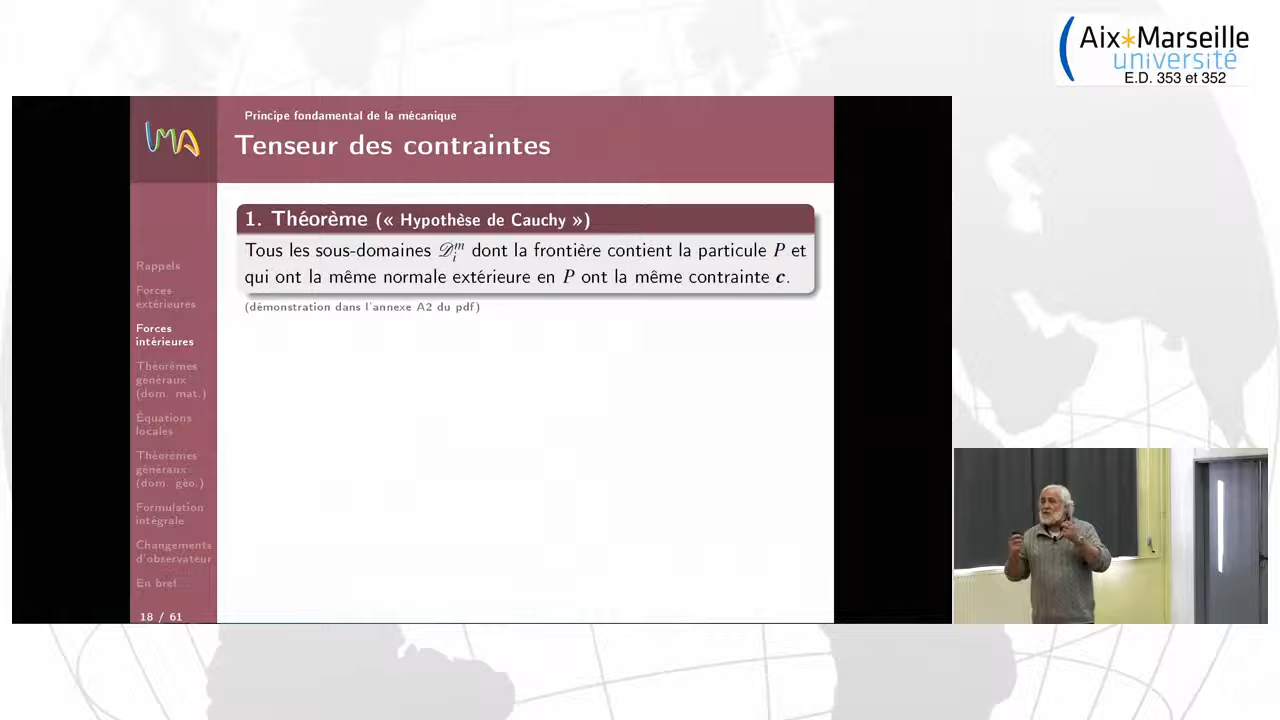 Aix*Marseille
université
E.D. 353 et 352
LMA
Principe fondamental de la mécanique
Tenseur des contraintes
1. Théorème (« Hypothèse de Cauchy »)
Tous les sous-domaines 𝒟ᵢᵐ dont la frontière contient la particule P et
qui ont la même normale extérieure en P ont la même contrainte c.
(démonstration dans l'annexe A2 du pdf)
Rappels
Forces
extérieures
Forces
intérieures
Théorèmes
généraux
(dom. mat.)
Équations
locales
Théorèmes
généraux
(dom. géo.)
Formulation
intégrale
Changements
d'observateur
En bref...
18 / 61